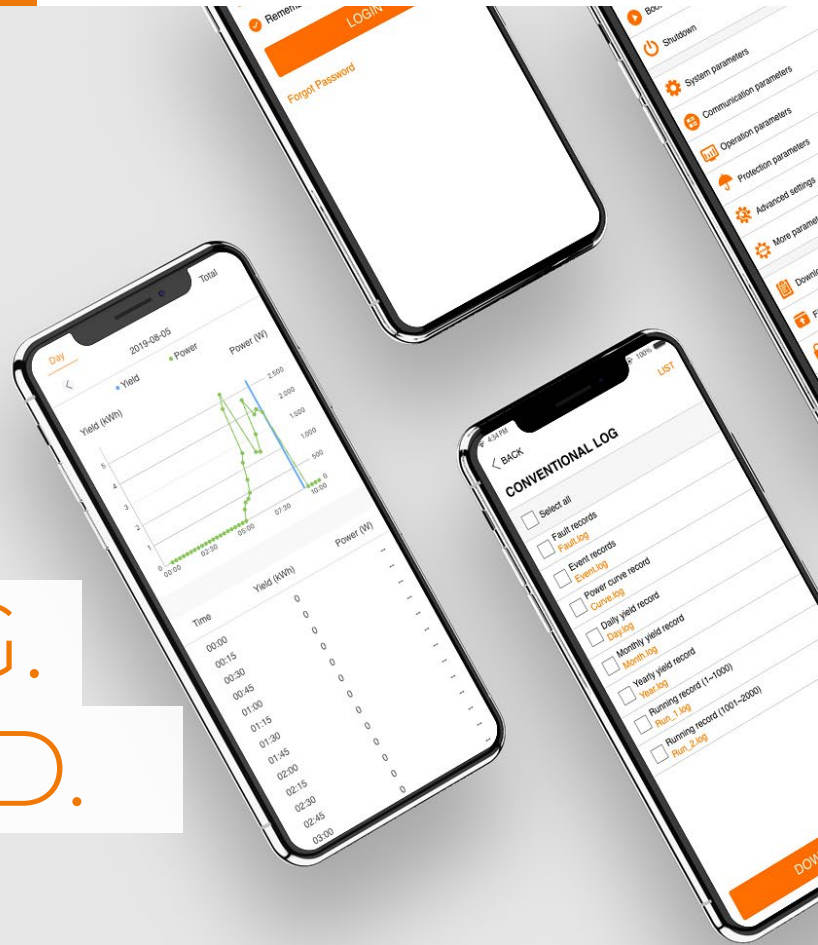 LOGIN
Forgot Password
Shutdown
System parameters
Communication parameters
Operation parameters
Protection parameters
Advanced settings
More
Day
Total
2019-08-05
Yield
Power
Yield (kWh)
Power (W)
5
4
3
2
1
0
2.500
2.000
1.500
1.000
500
0
00:00
02:30
05:00
07:30
10:00
Time
Yield (kWh)
Power (W)
00:00 0 --
00:15 0 --
00:30 0 --
00:45 0 --
01:00 0 --
01:15 0 --
01:30 0 --
01:45 0 --
02:00 0 --
02:15 0 --
02:30 0 --
02:45 0 --
03:00 0 --
4:34 PM
100%
BACK
LIST
CONVENTIONAL LOG
Select all
Fault records
Fault.log
Event records
Event.log
Power curve record
Curve.log
Daily yield record
Day.log
Monthly yield record
Month.log
Yearly yield record
Year.log
Running record (1~1000)
Run_1.log
Running record (1001~2000)
Run_2.log
G.
D.